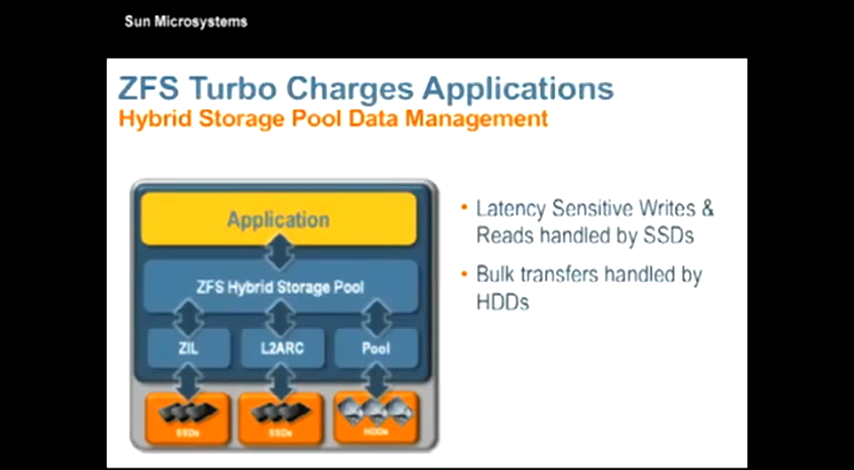 Sun Microsystems
ZFS Turbo Charges Applications
Hybrid Storage Pool Data Management
Application
ZFS Hybrid Storage Pool
ZIL
L2ARC
Pool
SSDs
SSDs
HDDs
• Latency Sensitive Writes &
Reads handled by SSDs
• Bulk transfers handled by
HDDs